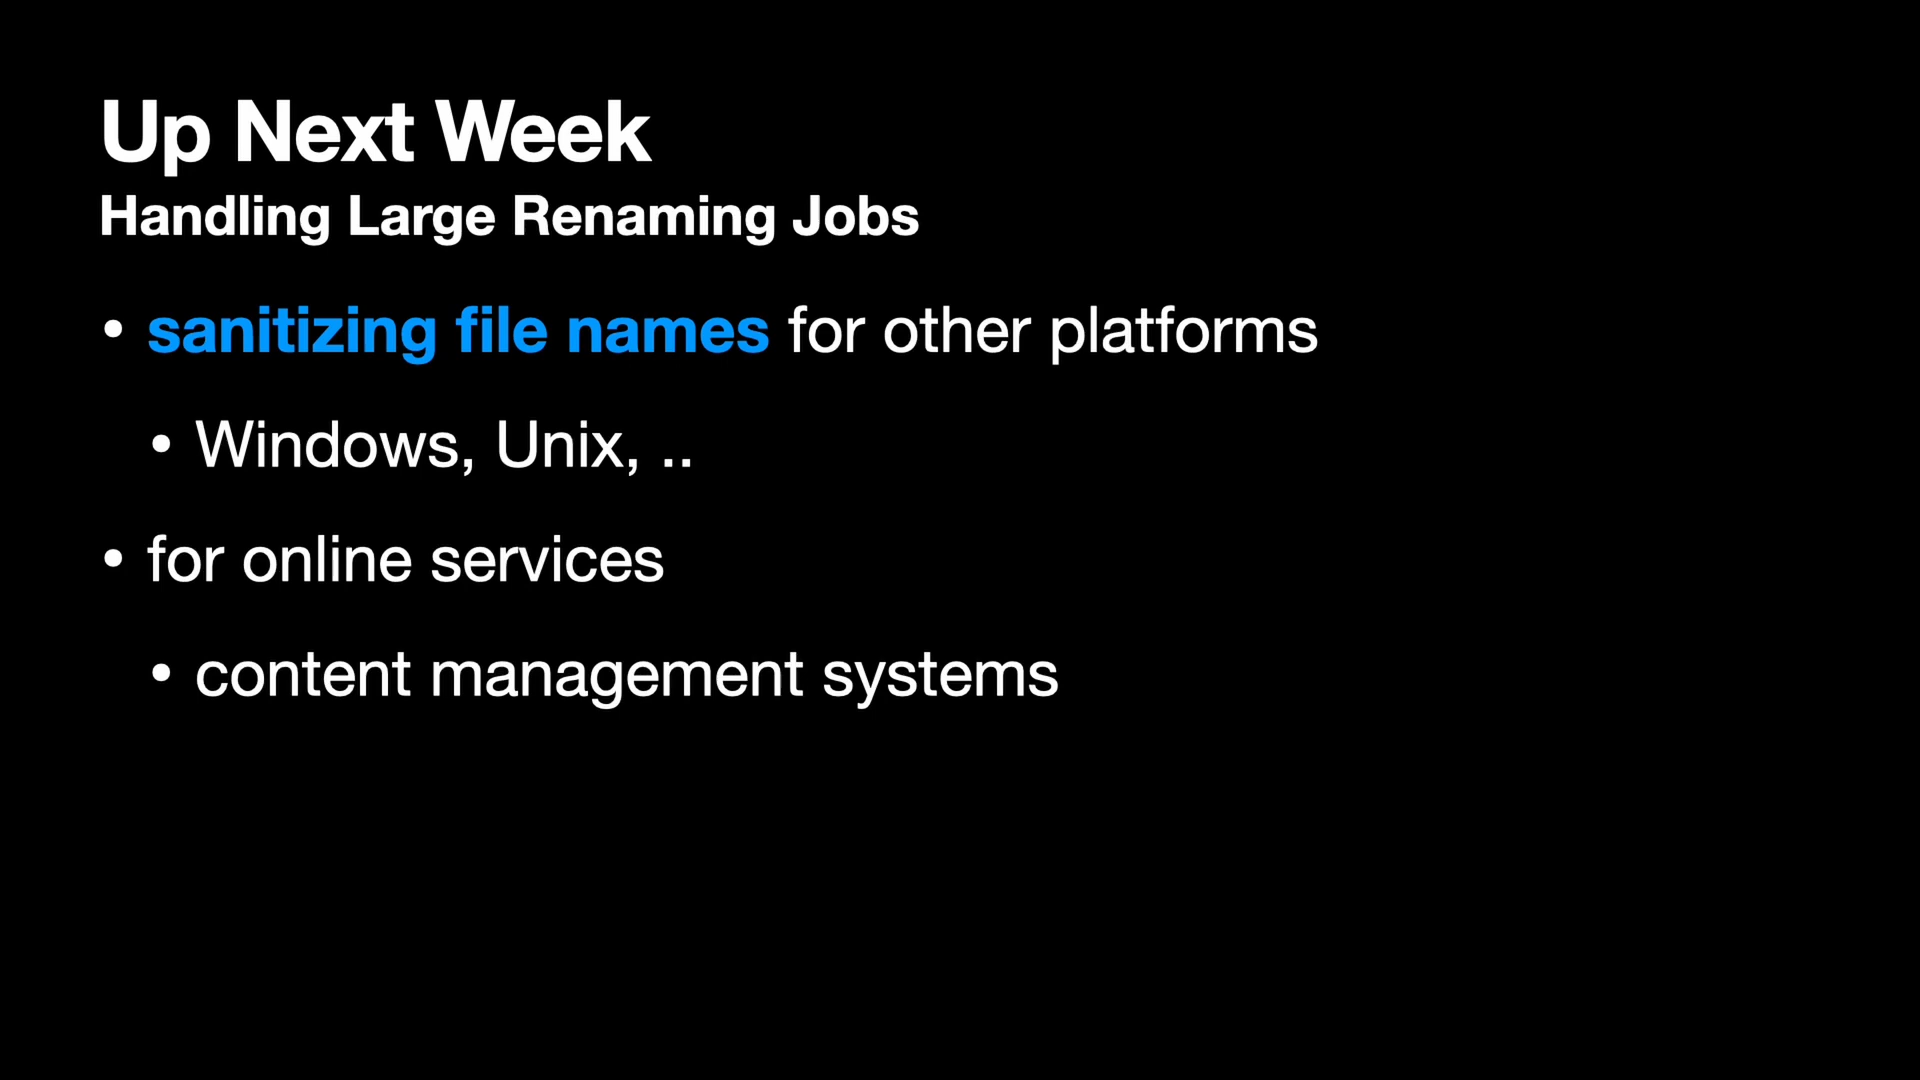 Up Next Week
Handling Large Renaming Jobs
• sanitizing file names for other platforms
• Windows, Unix, ..
• for online services
• content management systems